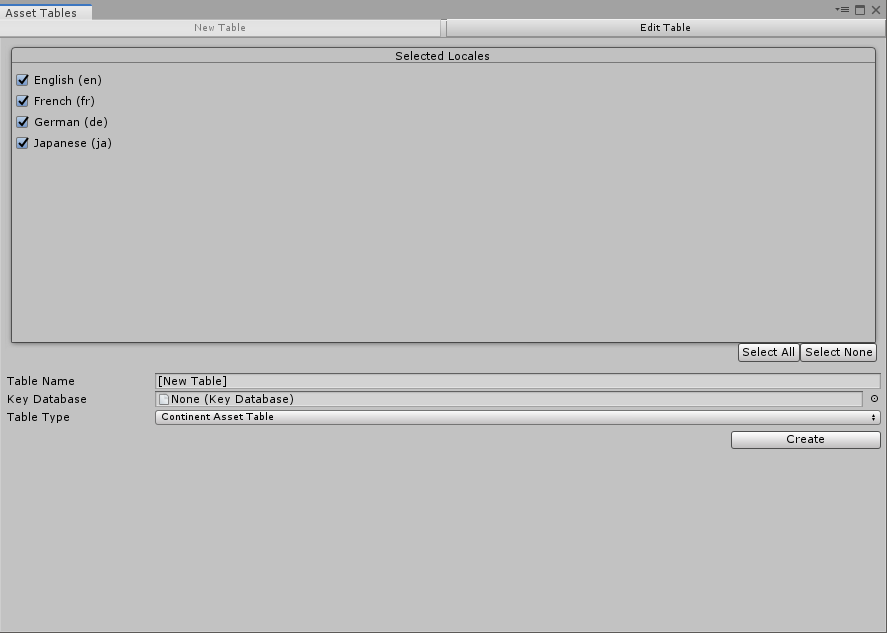 Asset Tables
New Table
Edit Table
Selected Locales
English (en)
French (fr)
German (de)
Japanese (ja)
Select All
Select None
Table Name
[New Table]
Key Database
None (Key Database)
Table Type
Continent Asset Table
Create